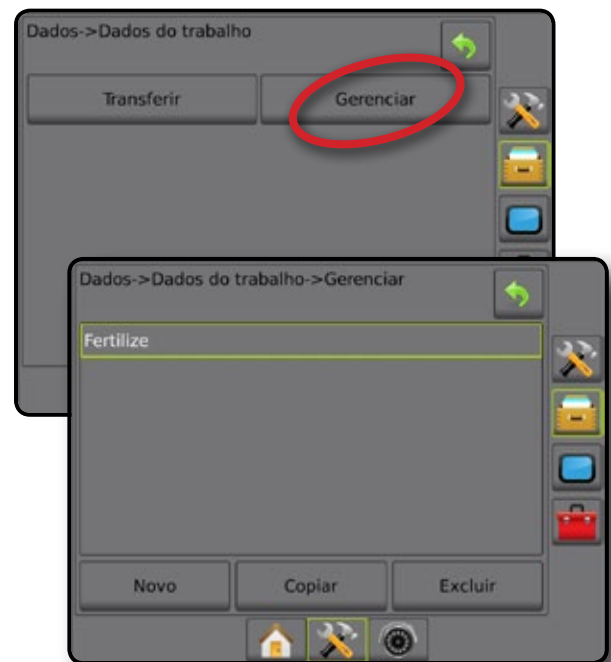 Dados->Dados do trabalho
Transferir Gerenciar
Dados->Dados do trabalho->Gerenciar
Fertilize
Novo Copiar Excluir